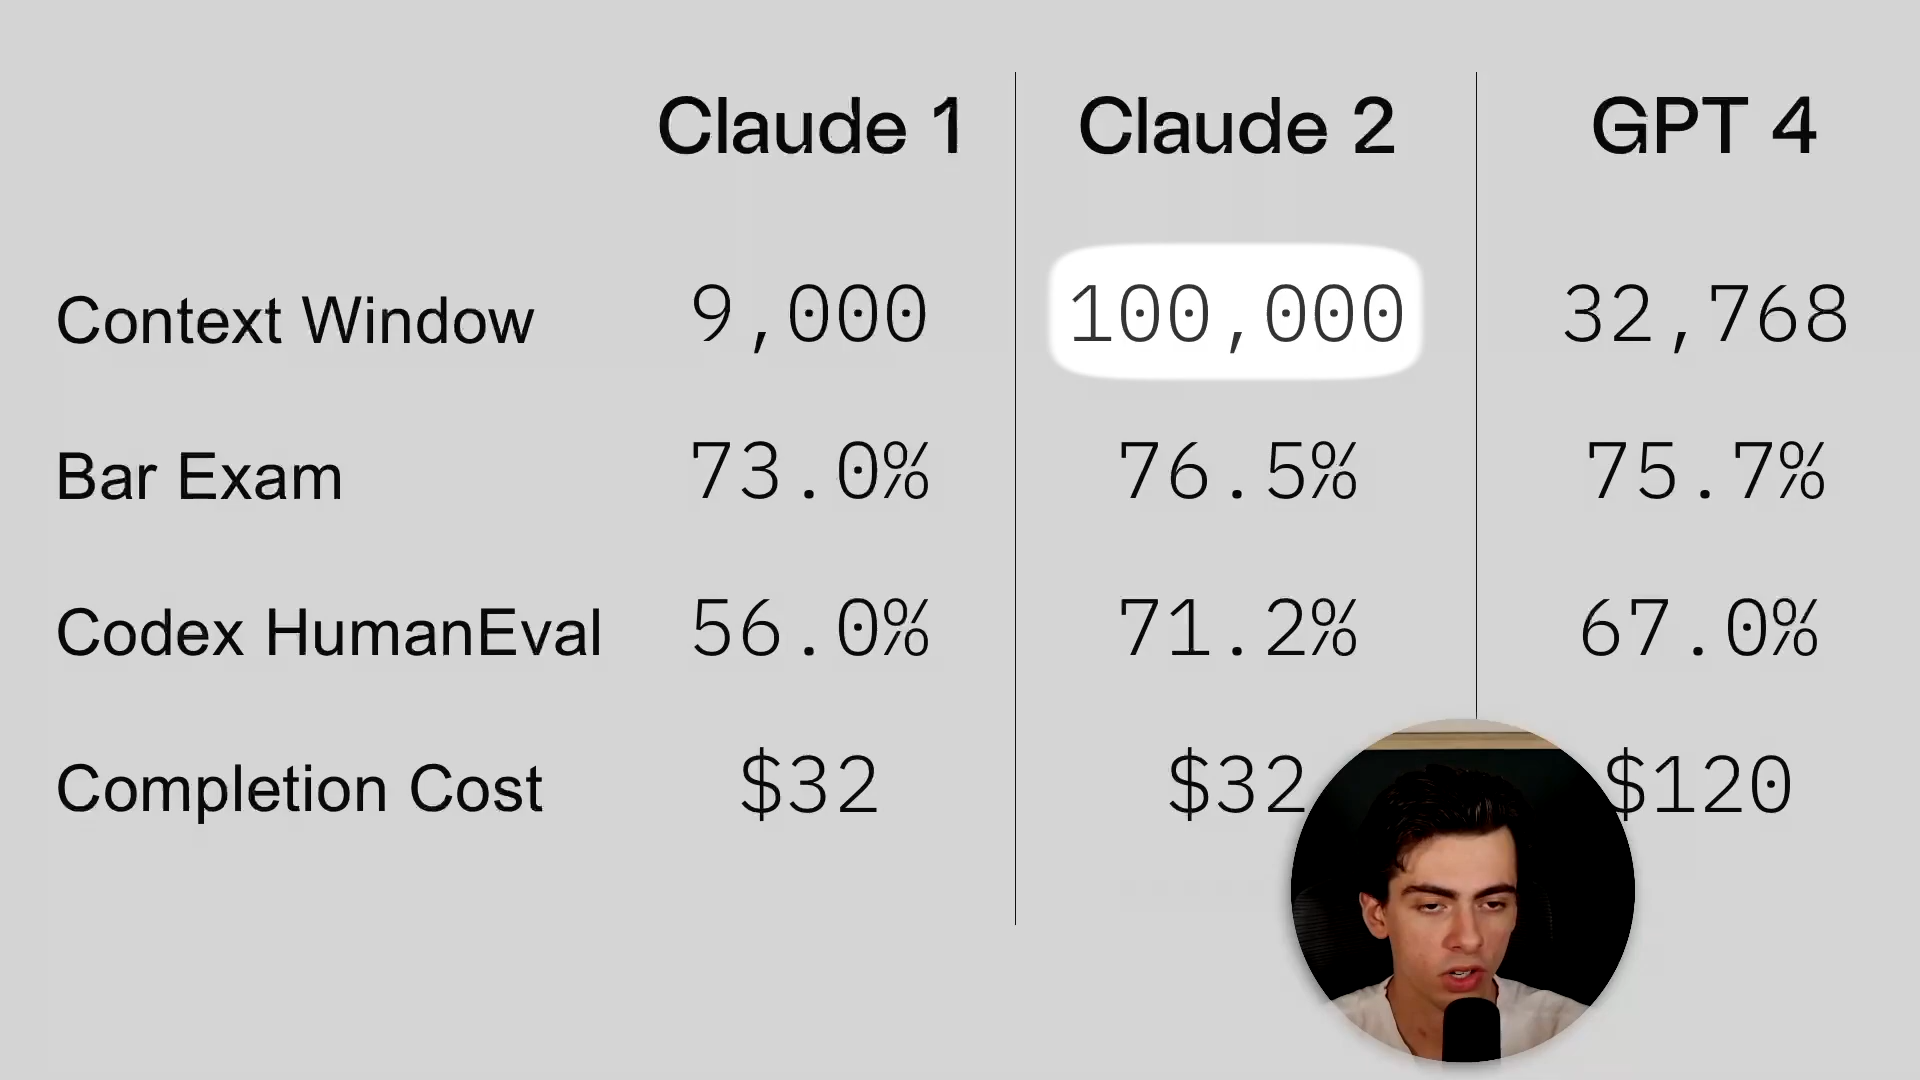 Claude 1 Claude 2 GPT 4
Context Window 9,000 100,000 32,768
Bar Exam 73.0% 76.5% 75.7%
Codex HumanEval 56.0% 71.2% 67.0%
Completion Cost $32 $32 $120